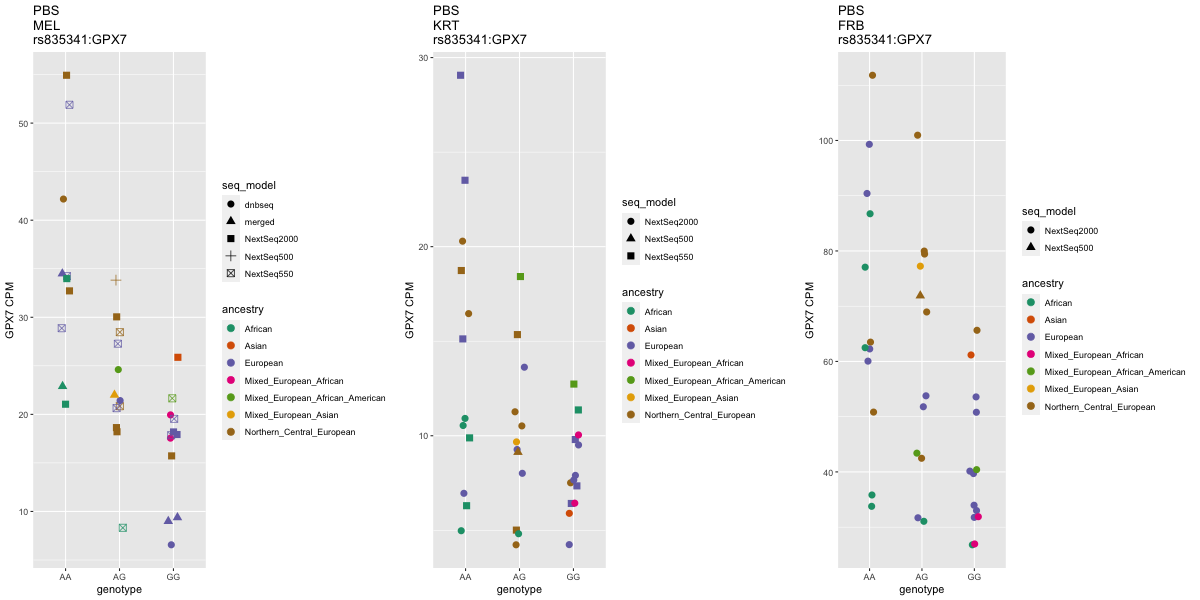 PBS
MEL
rs835341:GPX7
GPX7 CPM
50
40
30
20
10
AA
AG
GG
genotype
seq_model
dnbseq
merged
NextSeq2000
NextSeq500
NextSeq550
ancestry
African
Asian
European
Mixed_European_African
Mixed_European_African_American
Mixed_European_Asian
Northern_Central_European
PBS
KRT
rs835341:GPX7
GPX7 CPM
30
20
10
AA
AG
GG
genotype
seq_model
NextSeq2000
NextSeq500
NextSeq550
ancestry
African
Asian
European
Mixed_European_African
Mixed_European_African_American
Mixed_European_Asian
Northern_Central_European
PBS
FRB
rs835341:GPX7
GPX7 CPM
100
80
60
40
AA
AG
GG
genotype
seq_model
NextSeq2000
NextSeq500
ancestry
African
Asian
European
Mixed_European_African
Mixed_European_African_American
Mixed_European_Asian
Northern_Central_European